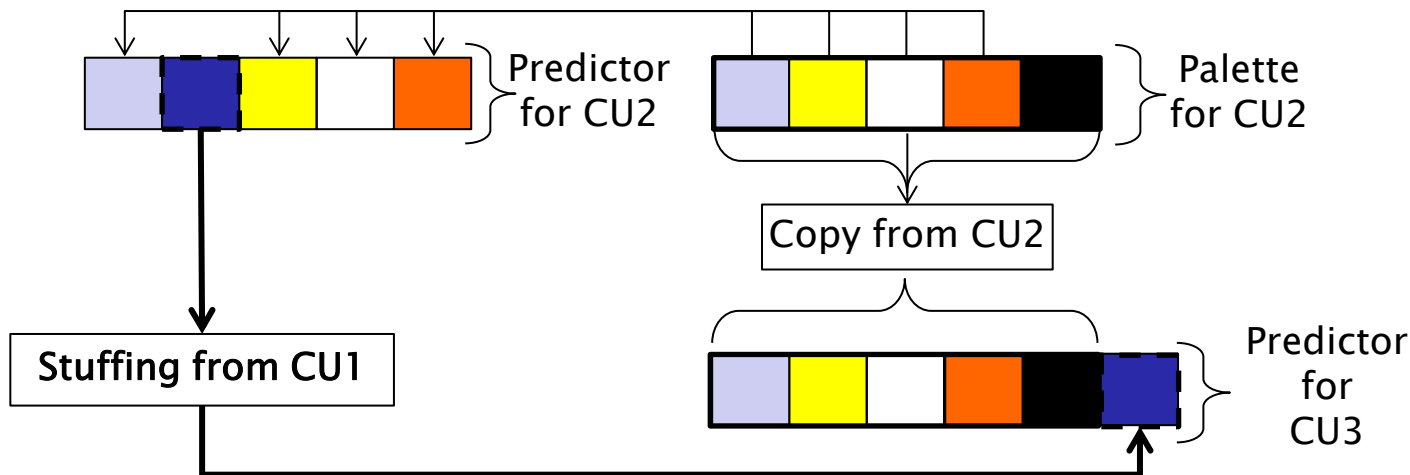 Predictor
for CU2
Palette
for CU2
Copy from CU2
Stuffing from CU1
Predictor
for
CU3